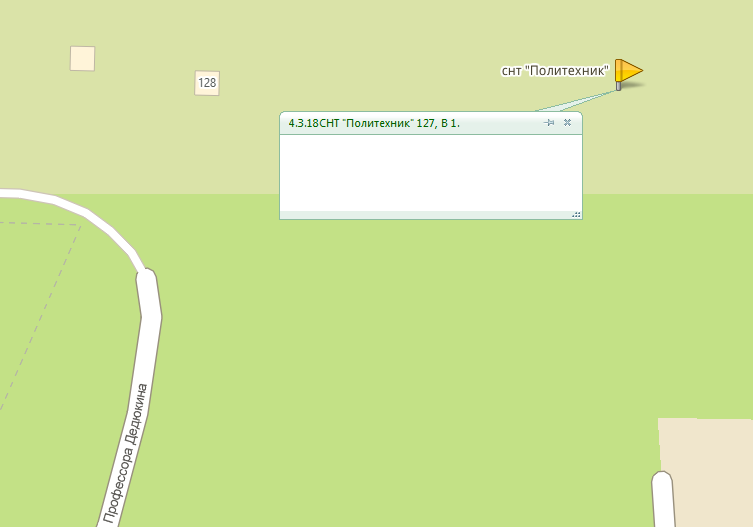 снт "Политехник"
128
4.3.18СНТ "Политехник" 127, В 1.
Профессора Дедюкина